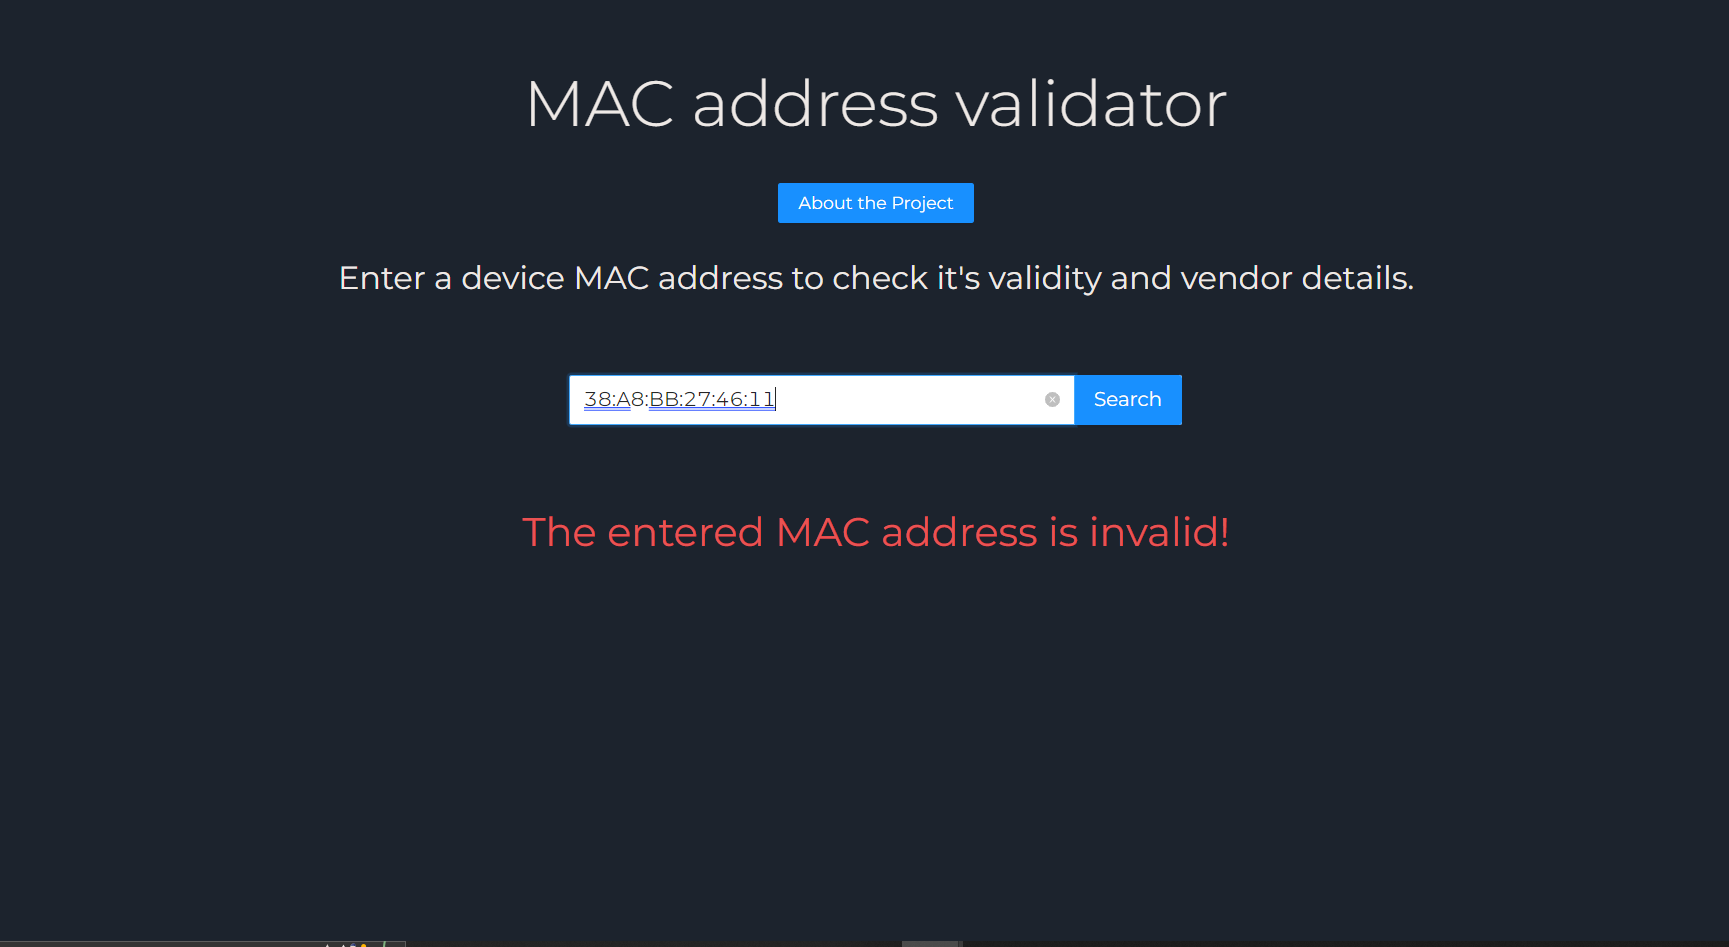 MAC address validator
About the Project
Enter a device MAC address to check it's validity and vendor details.
38:A8:BB:27:46:11
Search
The entered MAC address is invalid!